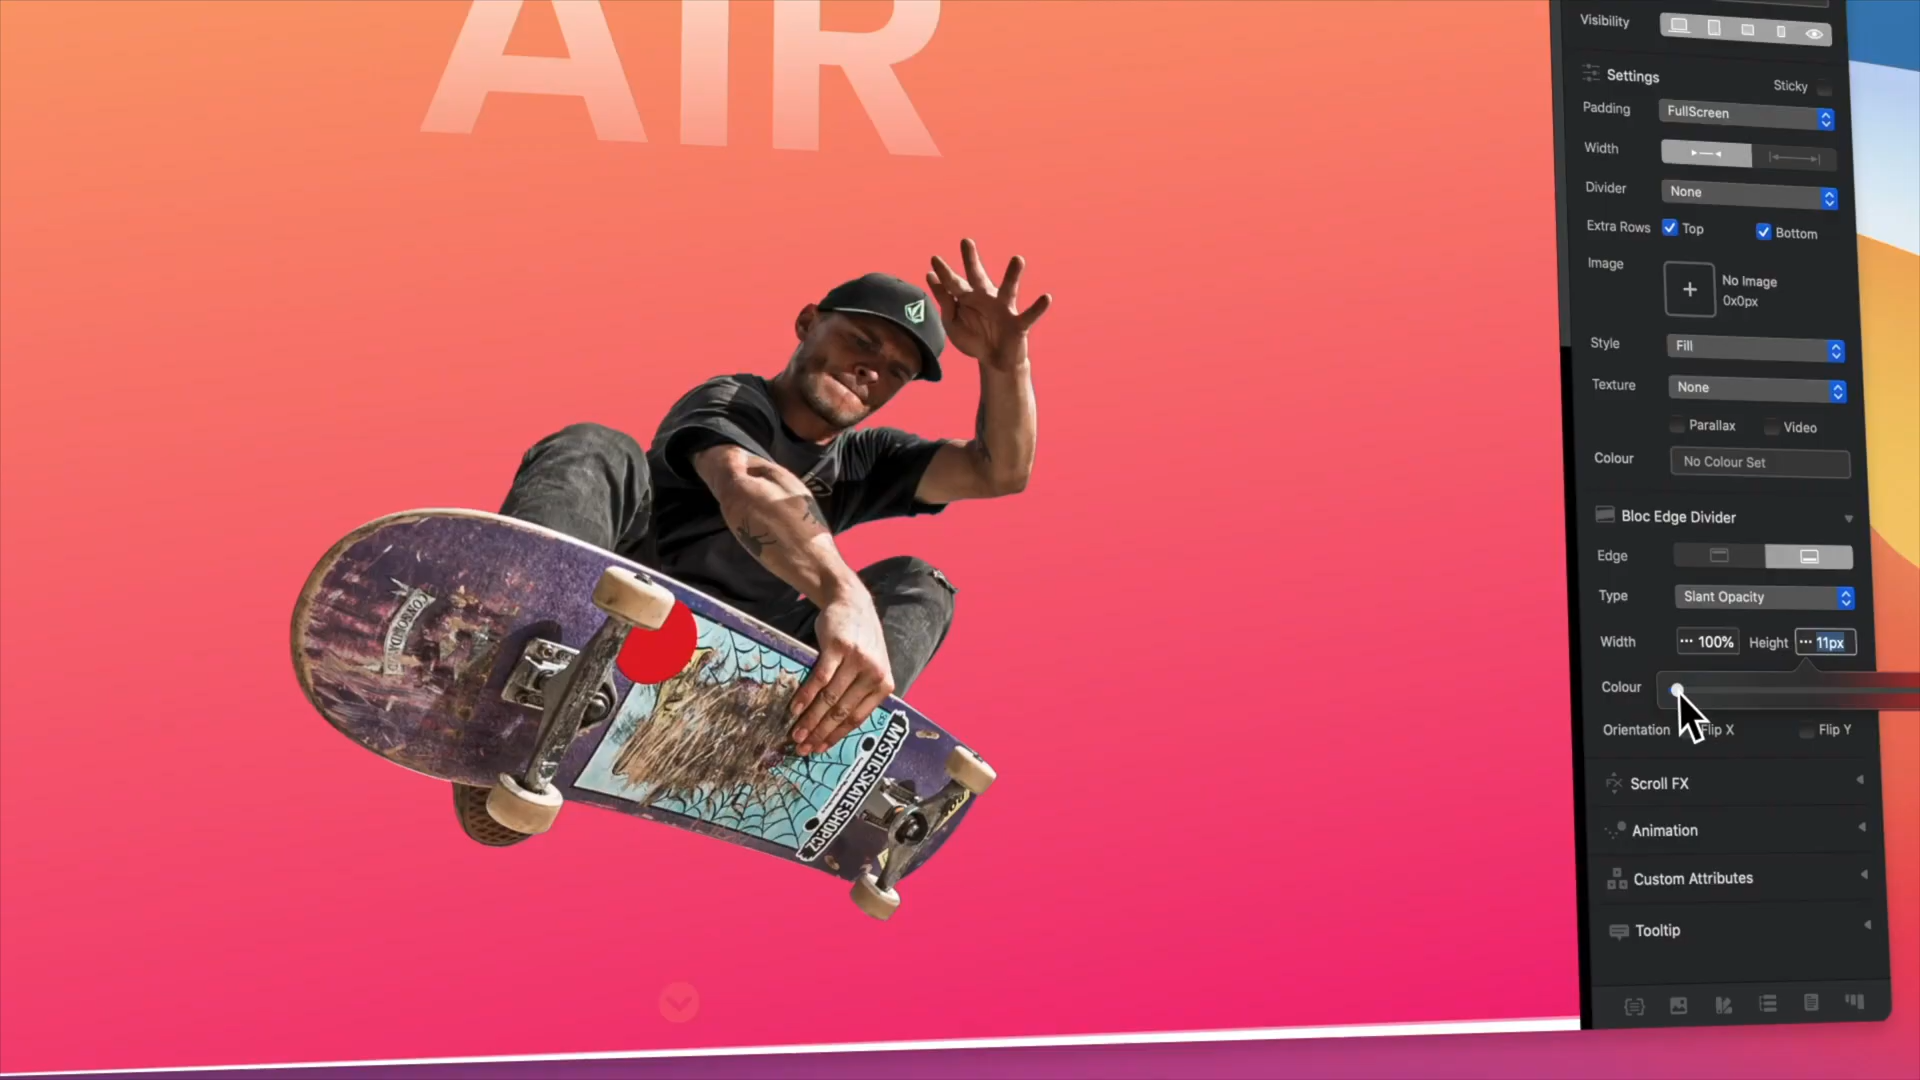 AIR
Visibility
Settings
Sticky
Padding
FullScreen
Width
Divider
None
Extra Rows
Top
Bottom
Image
No Image
0x0px
Style
Fill
Texture
None
Parallax
Video
Colour
No Colour Set
Bloc Edge Divider
Edge
Type
Slant Opacity
Width
100%
Height
11px
Colour
Orientation
Flip X
Flip Y
Scroll FX
Animation
Custom Attributes
Tooltip
MYSTICSKATESHOP.CZ